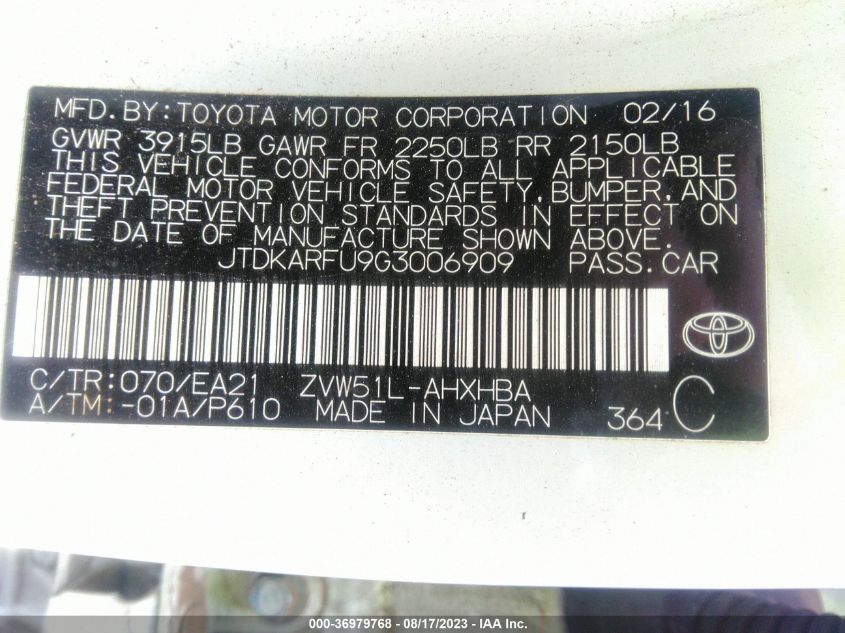 MFD.BY:TOYOTA MOTOR CORPORATION 02/16
GVWR 3915LB GAWR FR 2250LB RR 2150LB
THIS VEHICLE CONFORMS TO ALL APPLICABLE
FEDERAL MOTOR VEHICLE SAFETY,BUMPER,AND
THEFT PREVENTION STANDARDS IN EFFECT ON
THE DATE OF MANUFACTURE SHOWN ABOVE.
JTDKARFU9G3006909 PASS.CAR
C/TR:070/EA21 ZVW51L-AHXHBA
A/TM:-01A/P610 MADE IN JAPAN 364 C
000-36979768 - 08/17/2023 - IAA Inc.